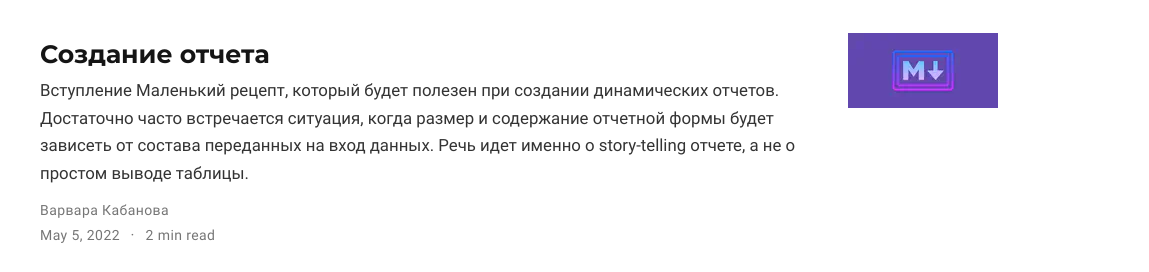 Создание отчета
Вступление Маленький рецепт, который будет полезен при создании динамических отчетов.
Достаточно часто встречается ситуация, когда размер и содержание отчетной формы будет
зависеть от состава переданных на вход данных. Речь идет именно о story-telling отчете, а не о
простом выводе таблицы.
Варвара Кабанова
May 5, 2022 · 2 min read
M↓